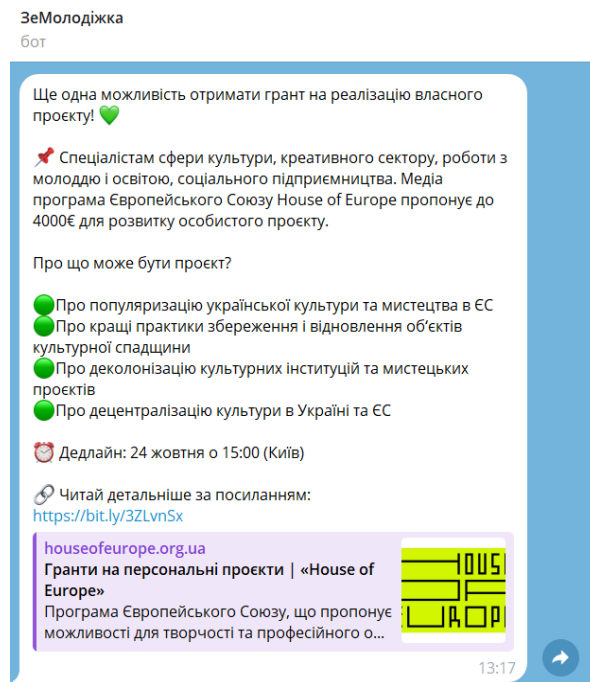 ЗеМолодіжка
бот
Ще одна можливість отримати грант на реалізацію власного
проєкту! 💚
📌 Спеціалістам сфери культури, креативного сектору, роботи з
молоддю і освітою, соціального підприємництва. Медіа
програма Європейського Союзу House of Europe пропонує до
4000€ для розвитку особистого проєкту.
Про що може бути проєкт?
🟢Про популяризацію української культури та мистецтва в ЄС
🟢Про кращі практики збереження і відновлення об‘єктів
культурної спадщини
🟢Про деколонізацію культурних інституцій та мистецьких
проєктів
🟢Про децентралізацію культури в Україні та ЄС
⏰ Дедлайн: 24 жовтня о 15:00 (Київ)
🔗 Читай детальніше за посиланням:
https://bit.ly/3ZLvnSx
houseofeurope.org.ua
Гранти на персональні проєкти | «House of
Europe»
Програма Європейського Союзу, що пропонує
можливості для творчості та професійного о...
HOUS
OF
EUROPE
13:17